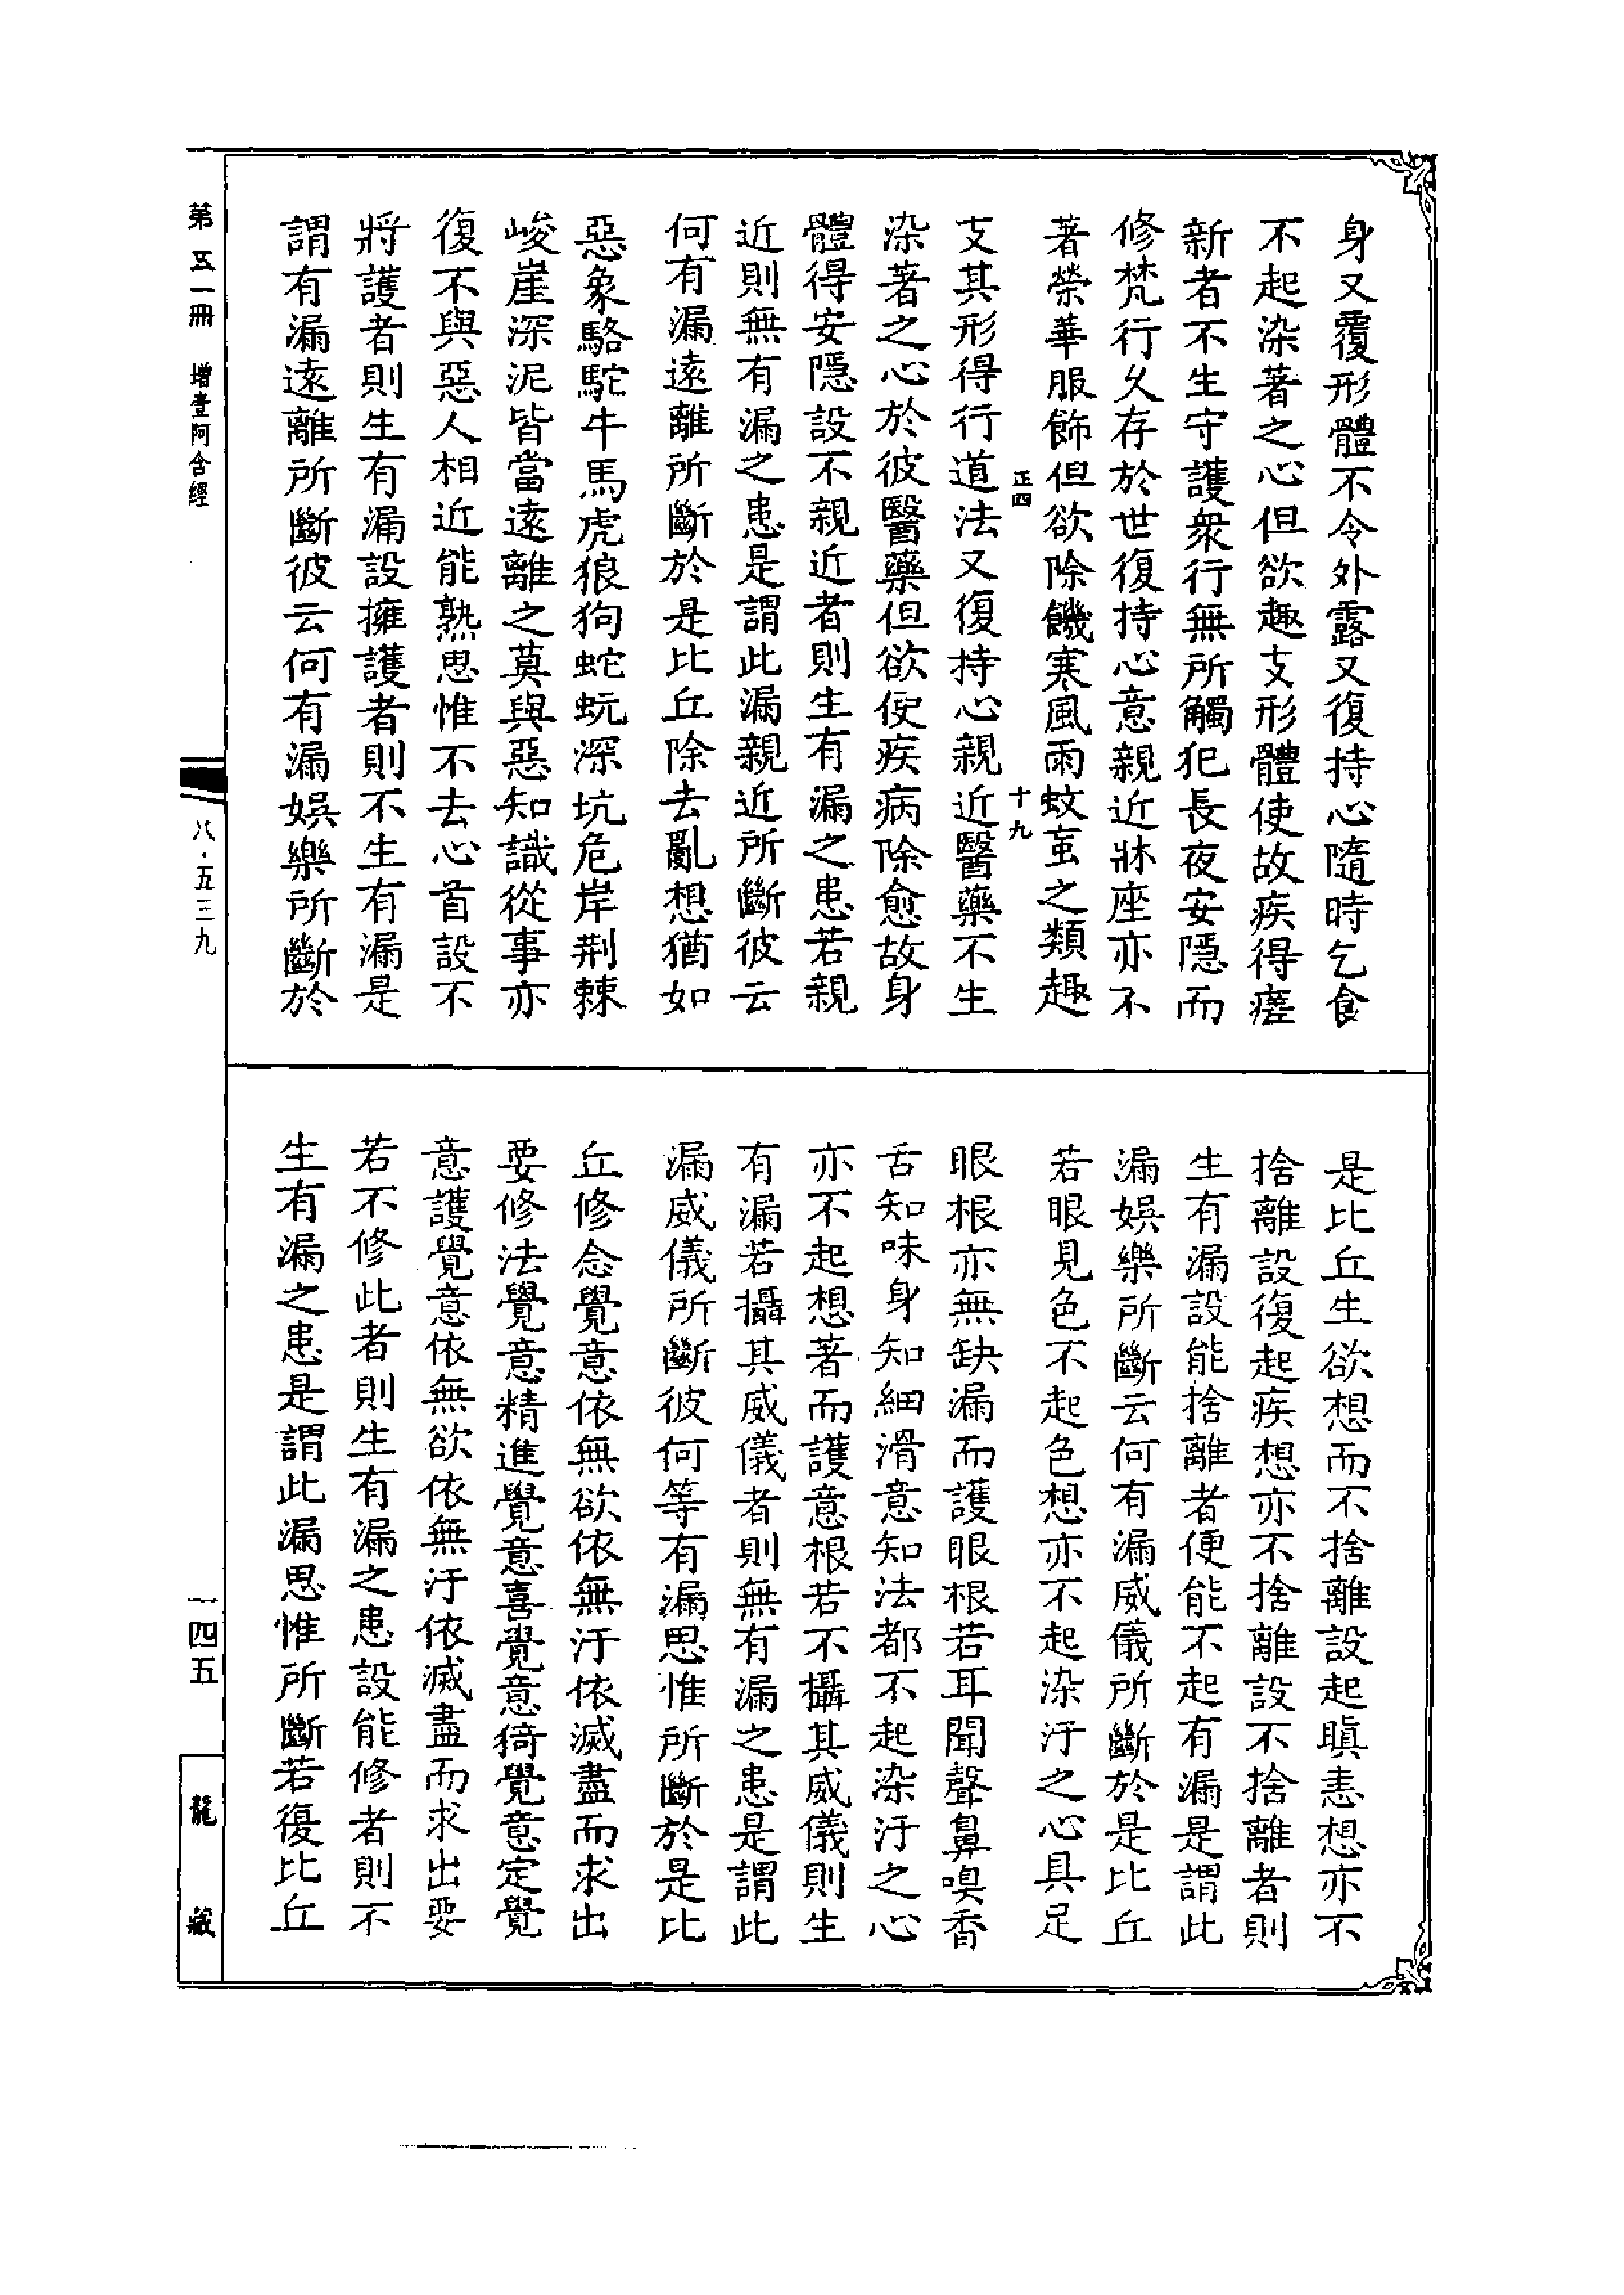 身又覆形體不令外露又復持心隨時乞食
不起染著之心但欲趣支形體使故疾得瘥
新者不生守護衆行無所觸犯長夜安隱而
修梵行久存於世復持心意親近牀座亦不
著榮華服飾但欲除饑寒風雨蚊虻之類趣
正四 十九
支其形得行道法又復持心親近醫藥不生
染著之心於彼醫藥但欲使疾病除愈故身
體得安隱設不親近者則生有漏之患若親
近則無有漏之患是謂此漏親近所斷彼云
何有漏遠離所斷於是比丘除去亂想猶如
惡象駱駝牛馬虎狼狗蛇蚖深坑危岸荆棘
峻崖深泥皆當遠離之莫與惡知識從事亦
復不與惡人相近能熟思惟不去心首設不
將護者則生有漏設擁護者則不生有漏是
謂有漏遠離所斷彼云何有漏娛樂所斷於
是比丘生欲想而不捨離設起瞋恚想亦不
捨離設復起疾想亦不捨離設不捨離者則
生有漏設能捨離者便能不起有漏是謂此
漏娛樂所斷云何有漏威儀所斷於是比丘
若眼見色不起色想亦不起染汙之心具足
眼根亦無缺漏而護眼根若耳聞聲鼻嗅香
舌知味身知細滑意知法都不起染汙之心
亦不起想著而護意根若不攝其威儀則生
有漏若攝其威儀者則無有漏之患是謂此
漏威儀所斷彼何等有漏思惟所斷於是比
丘修念覺意依無欲依無汙依滅盡而求出
要修法覺意精進覺意喜覺意猗覺意定覺
意護覺意依無欲依無汙依滅盡而求出要
若不修此者則生有漏之患設能修者則不
生有漏之患是謂此漏思惟所斷若復比丘
第五一冊 增壹阿含經
八·五三九
一四五
龍藏